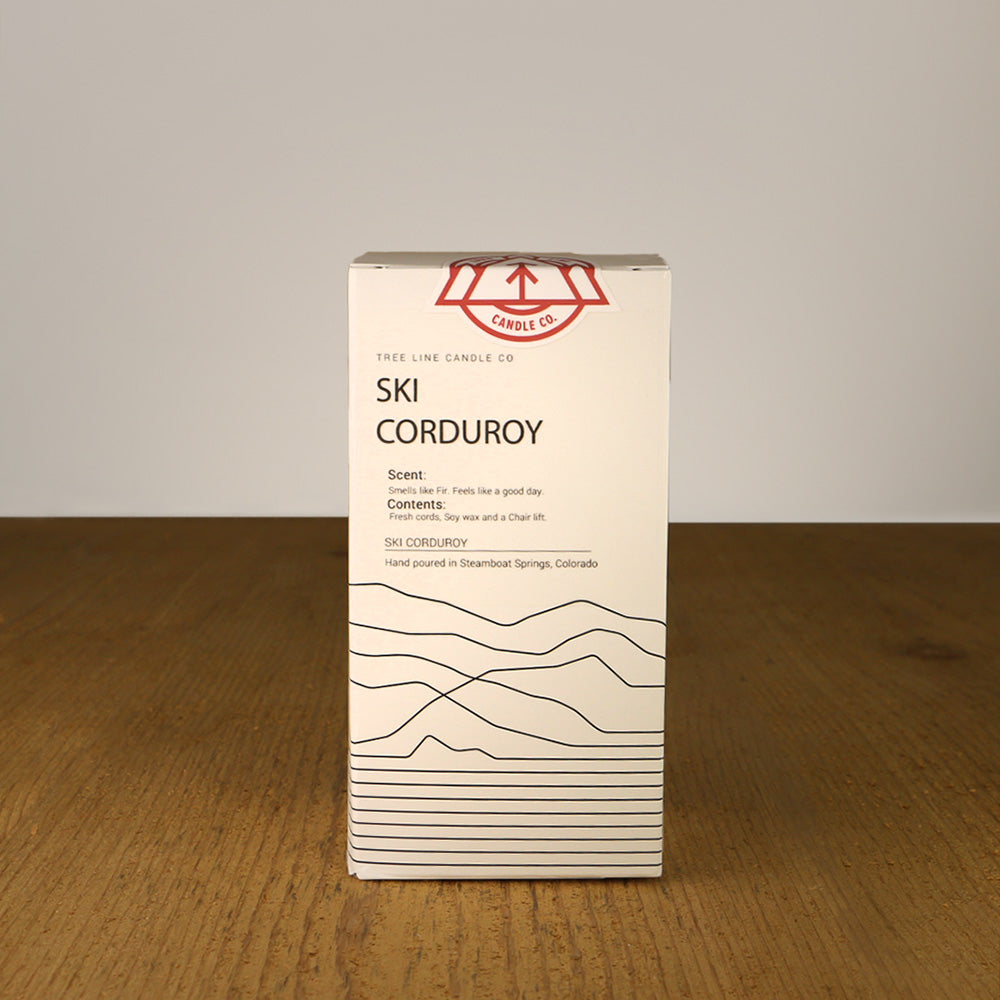 CANDLE CO.
TREE LINE CANDLE CO
SKI
CORDUROY
Scent:
Smells like Fir. Feels like a good day.
Contents:
Fresh cords, Soy wax and a Chair lift.
SKI CORDUROY
Hand poured in Steamboat Springs, Colorado